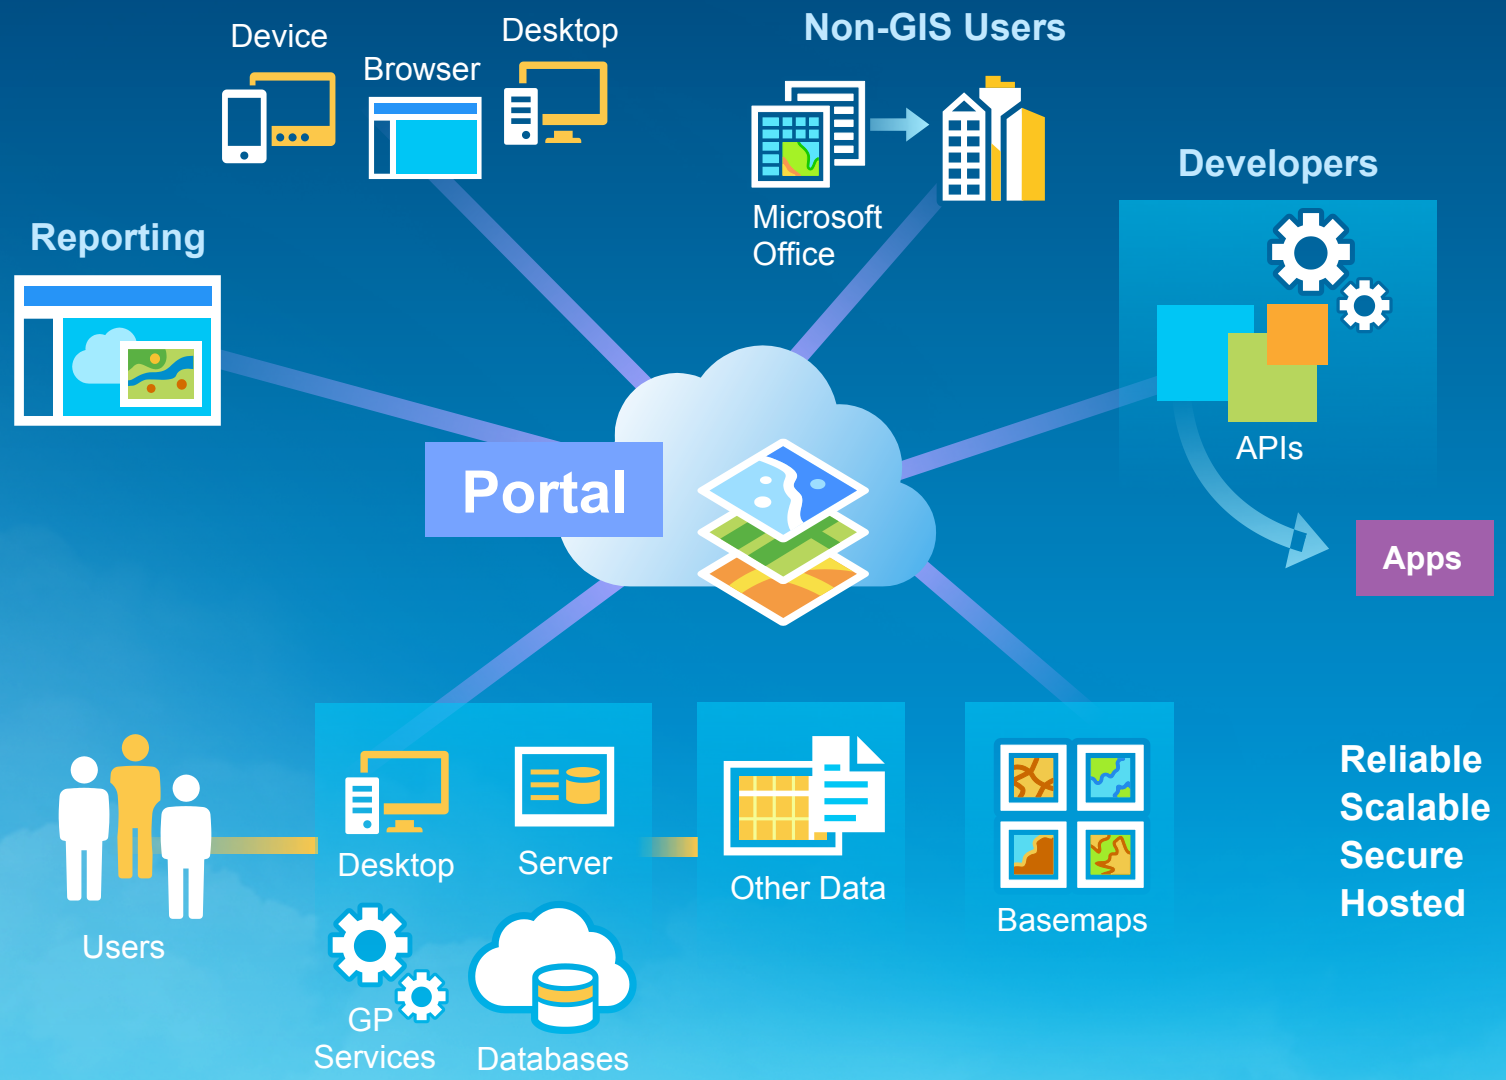 Device
Browser
Desktop
Non-GIS Users
Microsoft
Office
Developers
Reporting
APIs
Portal
Apps
Users
Desktop
Server
GP
Services
Databases
Other Data
Basemaps
Reliable
Scalable
Secure
Hosted